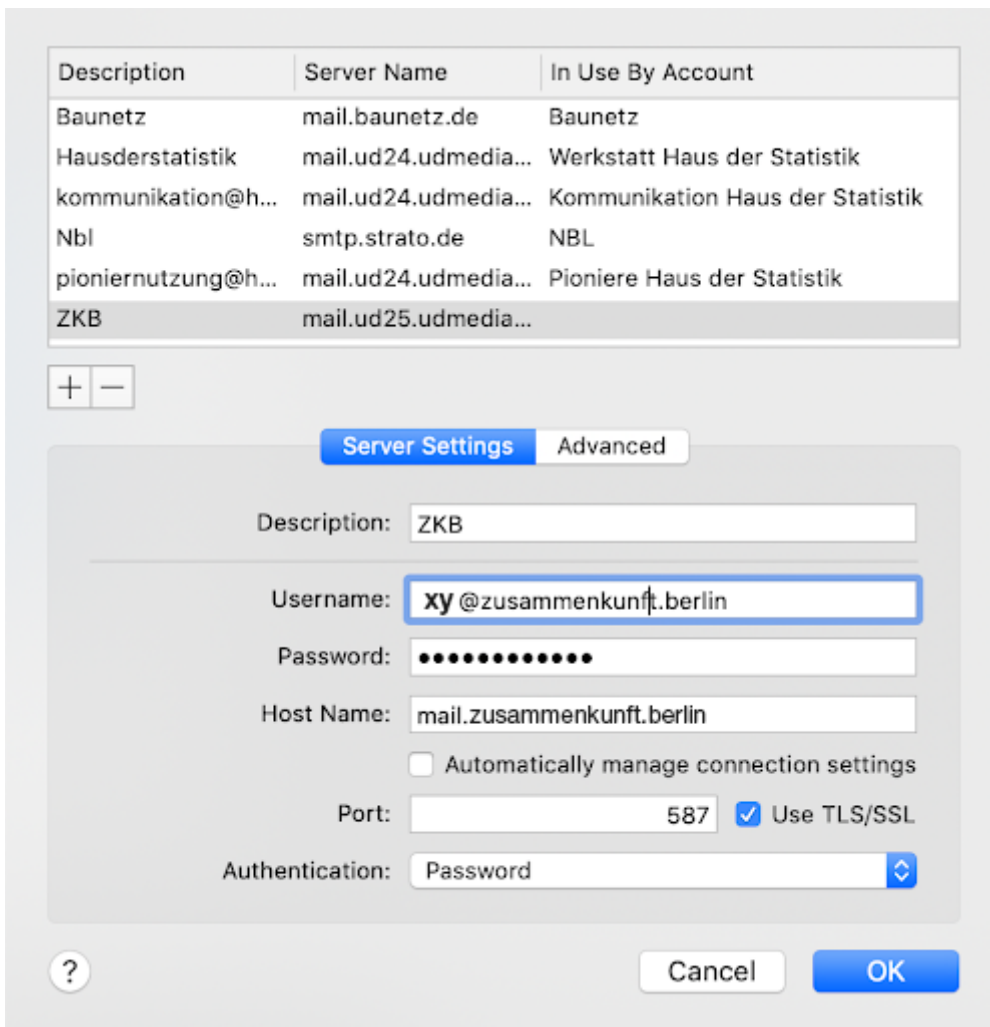 Description Server Name In Use By Account
Baunetz mail.baunetz.de Baunetz
Hausderstatistik mail.ud24.udmedia... Werkstatt Haus der Statistik
kommunikation@h... mail.ud24.udmedia... Kommunikation Haus der Statistik
Nbl smtp.strato.de NBL
pioniernutzung@h... mail.ud24.udmedia... Pioniere Haus der Statistik
ZKB mail.ud25.udmedia...
+ −
Server Settings Advanced
Description: ZKB
Username: xy @zusammenkunft.berlin
Password: ••••••••••••
Host Name: mail.zusammenkunft.berlin
Automatically manage connection settings
Port: 587 Use TLS/SSL
Authentication: Password
? Cancel OK